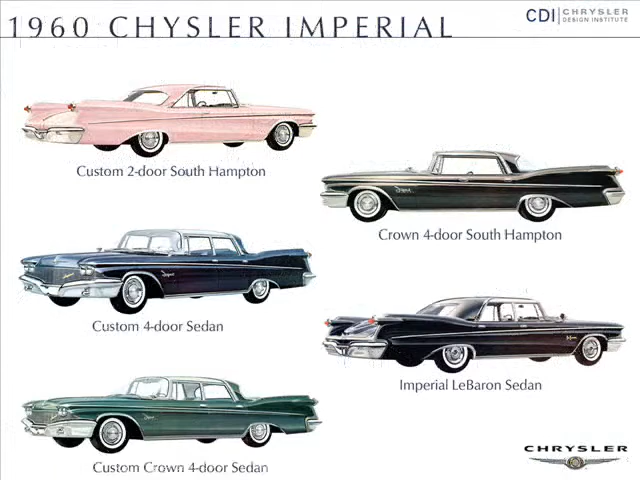 1960 CHYSLER IMPERIAL
CDI CHRYSLER
DESIGN INSTITUTE
Custom 2-door South Hampton
Crown 4-door South Hampton
Custom 4-door Sedan
Imperial LeBaron Sedan
Custom Crown 4-door Sedan
CHRYSLER